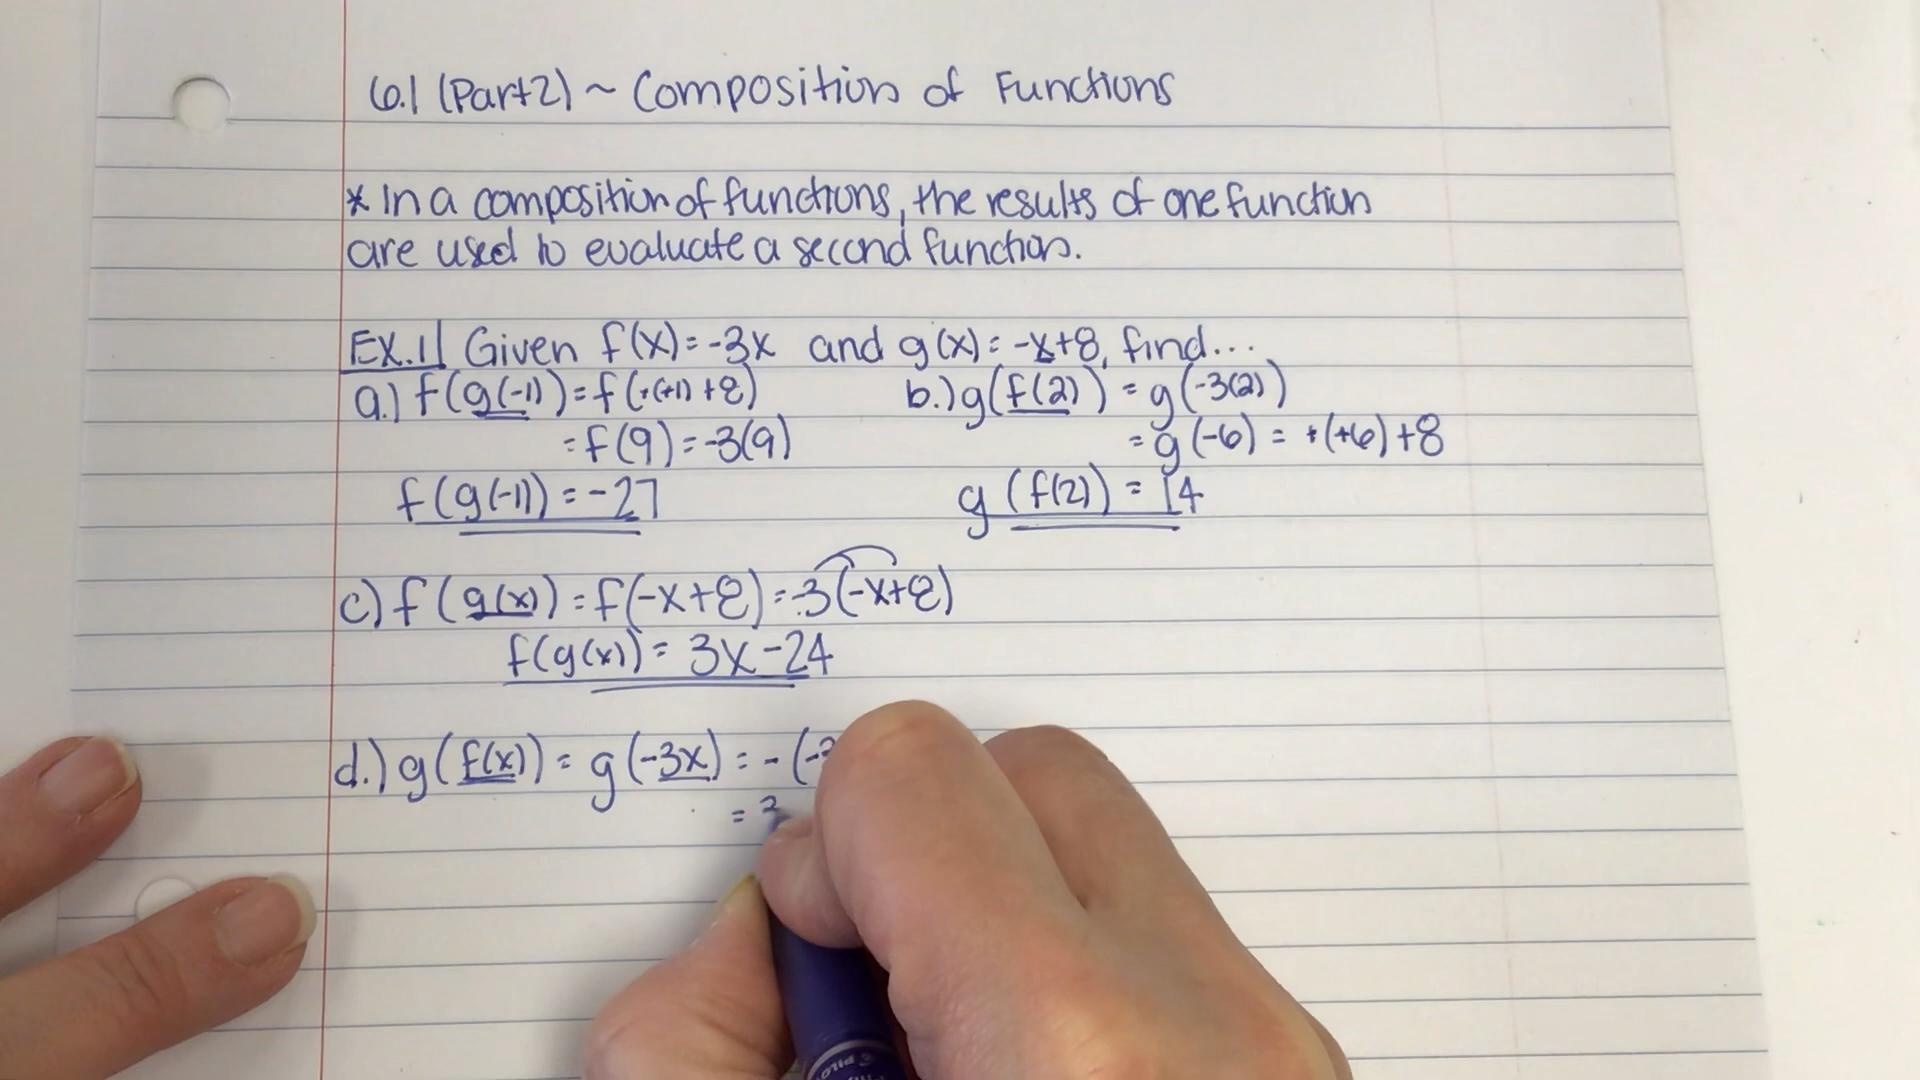 6.1 (Part 2) ~ Composition of Functions
* In a composition of functions, the results of one function
are used to evaluate a second function.
EX.1| Given f(x) = -3x and g(x) = -x+8, find...
a.) f(g(-1)) = f(+(+1)+8)
= f(9) = -3(9)
f(g(-1)) = -27
b.) g(f(2)) = g(-3(2))
= g(-6) = +(+6)+8
g(f(2)) = 14
c) f(g(x)) = f(-x+8) = -3(-x+8)
f(g(x)) = 3x-24
d.) g(f(x)) = g(-3x) = -(-3
= 3
PILOT